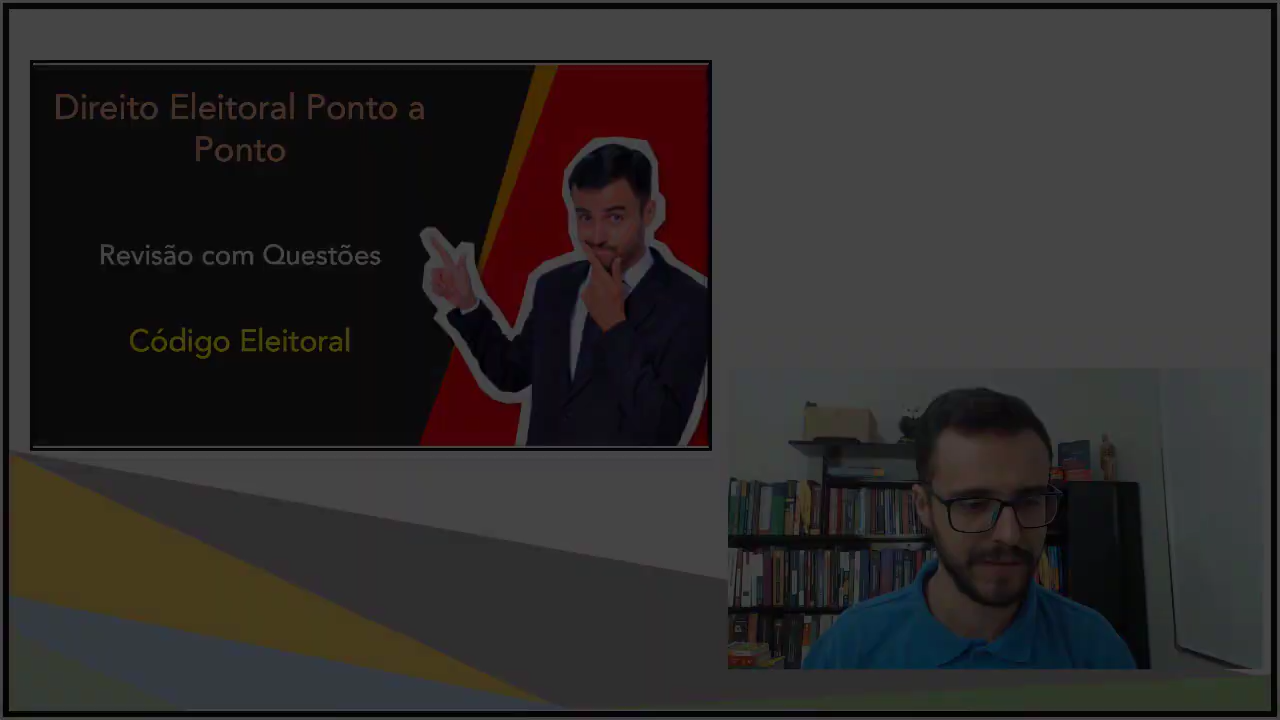 Direito Eleitoral Ponto a
Ponto
Revisão com Questões
Código Eleitoral